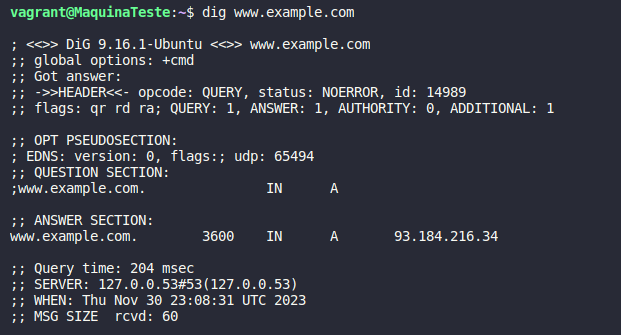 vagrant@MaquinaTeste:~$ dig www.example.com
; <<>> DiG 9.16.1-Ubuntu <<>> www.example.com
;; global options: +cmd
;; Got answer:
;; ->>HEADER<<- opcode: QUERY, status: NOERROR, id: 14989
;; flags: qr rd ra; QUERY: 1, ANSWER: 1, AUTHORITY: 0, ADDITIONAL: 1
;; OPT PSEUDOSECTION:
; EDNS: version: 0, flags:; udp: 65494
;; QUESTION SECTION:
;www.example.com. IN A
;; ANSWER SECTION:
www.example.com. 3600 IN A 93.184.216.34
;; Query time: 204 msec
;; SERVER: 127.0.0.53#53(127.0.0.53)
;; WHEN: Thu Nov 30 23:08:31 UTC 2023
;; MSG SIZE rcvd: 60